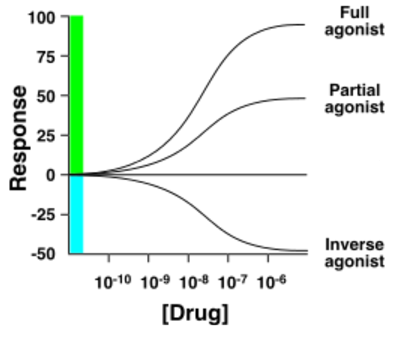 100
Full
agonist
75
Partial
agonist
50
Response
25
0
-25
Inverse
agonist
-50
10-10 10-9 10-8 10-7 10-6
[Drug]